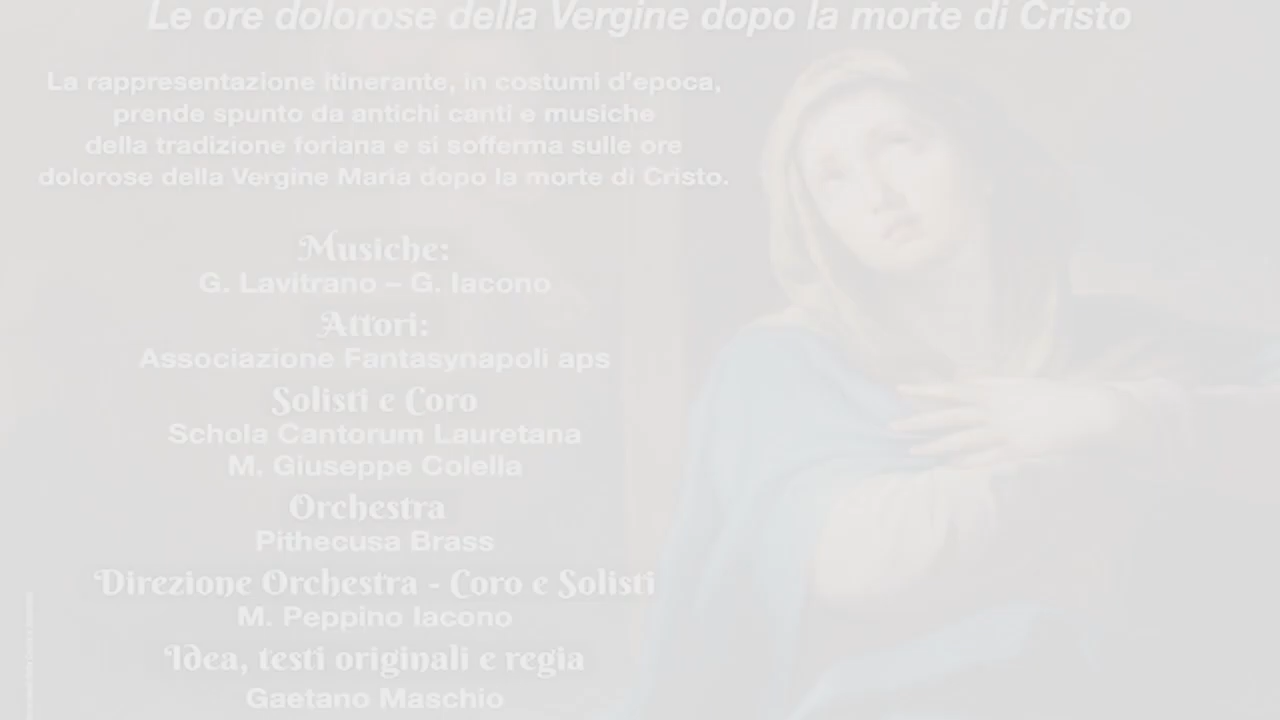 Le ore dolorose della Vergine dopo la morte di Cristo
La rappresentazione itinerante, in costumi d'epoca,
prende spunto da antichi canti e musiche
della tradizione foriana e si sofferma sulle ore
dolorose della Vergine Maria dopo la morte di Cristo.
Musiche:
G. Lavitrano – G. Iacono
Attori:
Associazione Fantasynapoli aps
Solisti e Coro
Schola Cantorum Lauretana
M. Giuseppe Colella
Orchestra
Pithecusa Brass
Direzione Orchestra - Coro e Solisti
M. Peppino Iacono
Idea, testi originali e regia
Gaetano Maschio